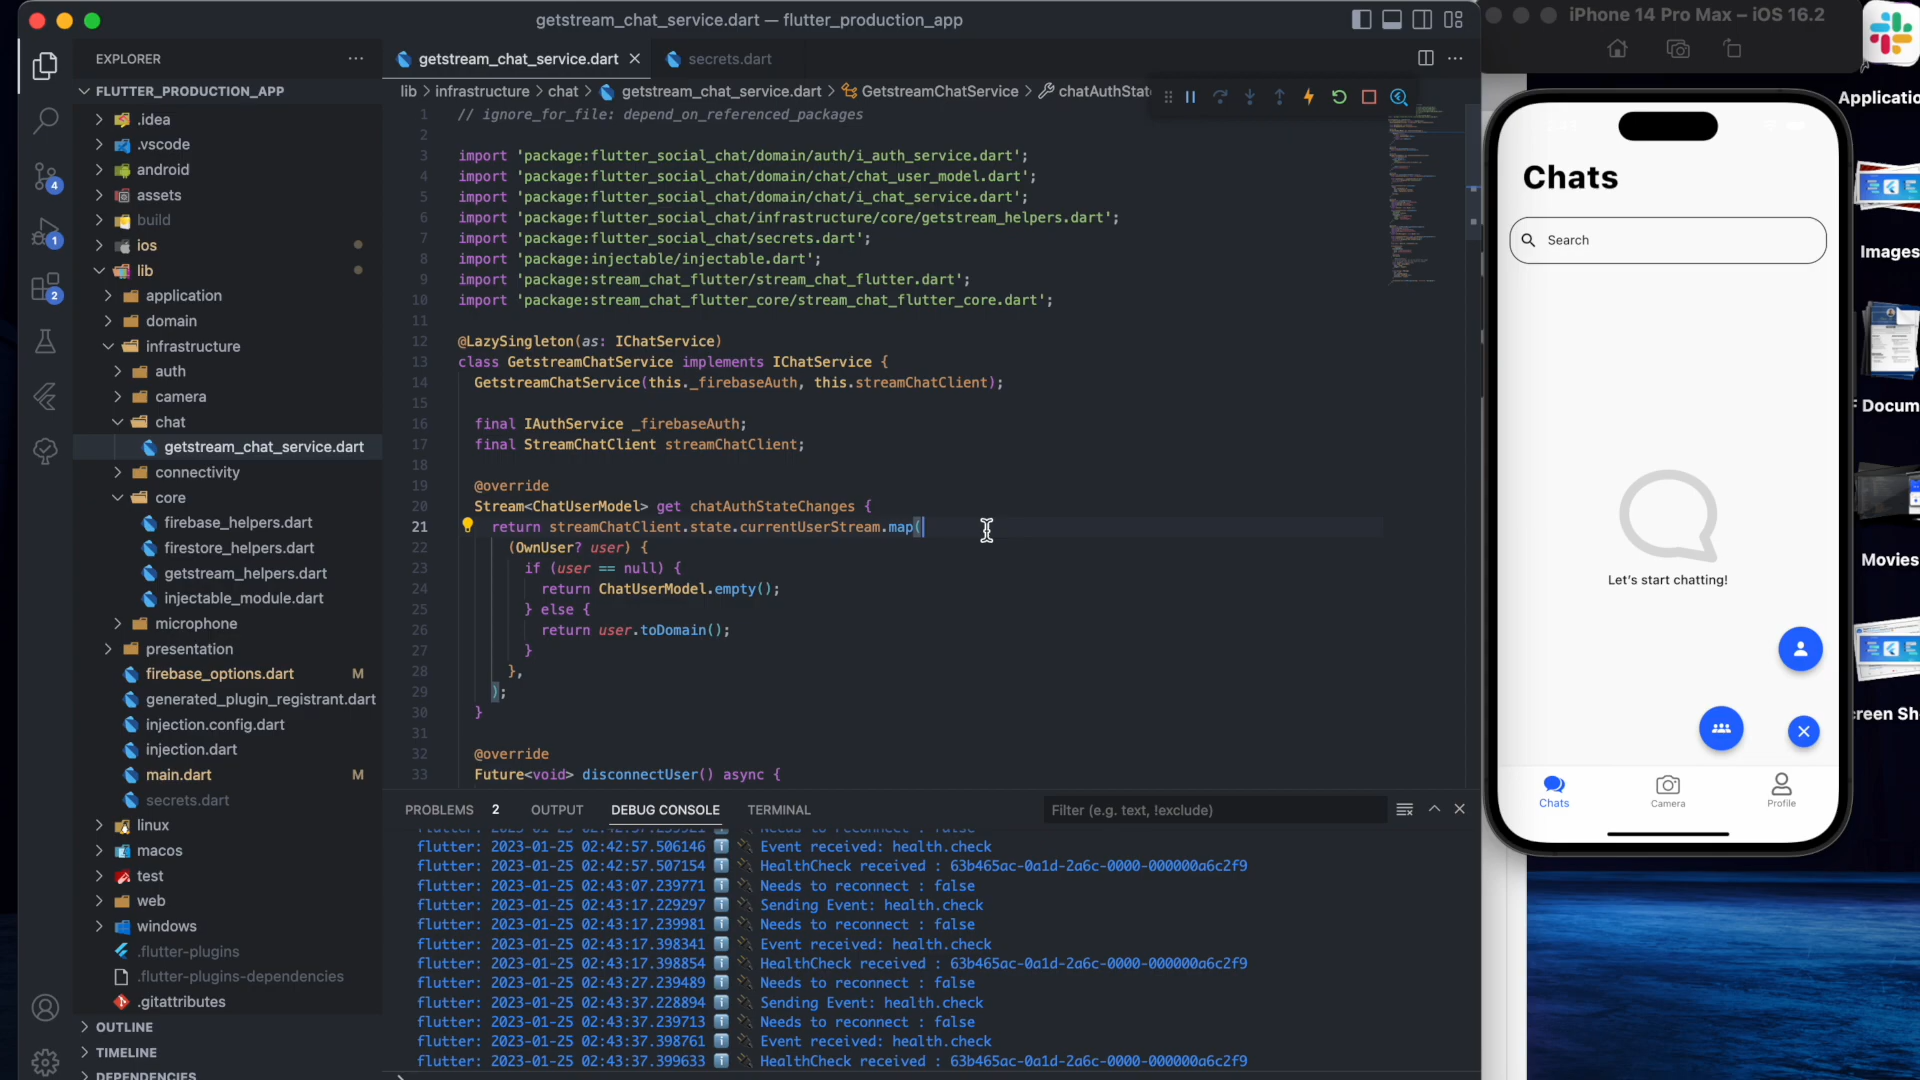 getstream_chat_service.dart — flutter_production_app
EXPLORER
FLUTTER_PRODUCTION_APP
.idea
.vscode
android
assets
build
ios
lib
application
domain
infrastructure
auth
camera
chat
getstream_chat_service.dart
connectivity
core
firebase_helpers.dart
firestore_helpers.dart
getstream_helpers.dart
injectable_module.dart
microphone
presentation
firebase_options.dart M
generated_plugin_registrant.dart
injection.config.dart
injection.dart
main.dart M
secrets.dart
linux
macos
test
web
windows
.flutter-plugins
.flutter-plugins-dependencies
.gitattributes
OUTLINE
TIMELINE
DEPENDENCIES
4
1
2
getstream_chat_service.dart
secrets.dart
lib > infrastructure > chat > getstream_chat_service.dart > GetstreamChatService > chatAuthState
1 // ignore_for_file: depend_on_referenced_packages
2
3 import 'package:flutter_social_chat/domain/auth/i_auth_service.dart';
4 import 'package:flutter_social_chat/domain/chat/chat_user_model.dart';
5 import 'package:flutter_social_chat/domain/chat/i_chat_service.dart';
6 import 'package:flutter_social_chat/infrastructure/core/getstream_helpers.dart';
7 import 'package:flutter_social_chat/secrets.dart';
8 import 'package:injectable/injectable.dart';
9 import 'package:stream_chat_flutter/stream_chat_flutter.dart';
10 import 'package:stream_chat_flutter_core/stream_chat_flutter_core.dart';
11
12 @LazySingleton(as: IChatService)
13 class GetstreamChatService implements IChatService {
14 GetstreamChatService(this._firebaseAuth, this.streamChatClient);
15
16 final IAuthService _firebaseAuth;
17 final StreamChatClient streamChatClient;
18
19 @override
20 Stream<ChatUserModel> get chatAuthStateChanges {
21 return streamChatClient.state.currentUserStream.map(
22 (OwnUser? user) {
23 if (user == null) {
24 return ChatUserModel.empty();
25 } else {
26 return user.toDomain();
27 }
28 },
29 );
30 }
31
32 @override
33 Future<void> disconnectUser() async {
PROBLEMS 2 OUTPUT DEBUG CONSOLE TERMINAL
Filter (e.g. text, !exclude)
flutter: 2023-01-25 02:42:57.506146 Event received: health.check
flutter: 2023-01-25 02:42:57.507154 HealthCheck received : 63b465ac-0a1d-2a6c-0000-000000a6c2f9
flutter: 2023-01-25 02:43:07.239771 Needs to reconnect : false
flutter: 2023-01-25 02:43:17.229297 Sending Event: health.check
flutter: 2023-01-25 02:43:17.239981 Needs to reconnect : false
flutter: 2023-01-25 02:43:17.398341 Event received: health.check
flutter: 2023-01-25 02:43:17.398854 HealthCheck received : 63b465ac-0a1d-2a6c-0000-000000a6c2f9
flutter: 2023-01-25 02:43:27.239489 Needs to reconnect : false
flutter: 2023-01-25 02:43:37.228894 Sending Event: health.check
flutter: 2023-01-25 02:43:37.239713 Needs to reconnect : false
flutter: 2023-01-25 02:43:37.398761 Event received: health.check
flutter: 2023-01-25 02:43:37.399633 HealthCheck received : 63b465ac-0a1d-2a6c-0000-000000a6c2f9
iPhone 14 Pro Max – iOS 16.2
Chats
Search
Let's start chatting!
Chats
Camera
Profile
Applicatio
Images
F Docum
Movies
creen Sh